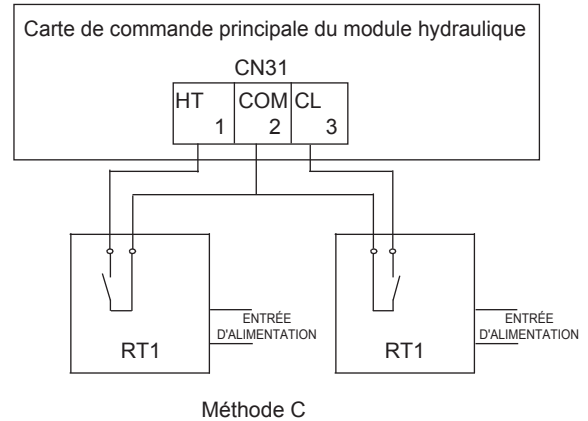 Carte de commande principale du module hydraulique
CN31
HT COM CL
1 2 3
ENTRÉE
D'ALIMENTATION
RT1
ENTRÉE
D'ALIMENTATION
RT1
Méthode C